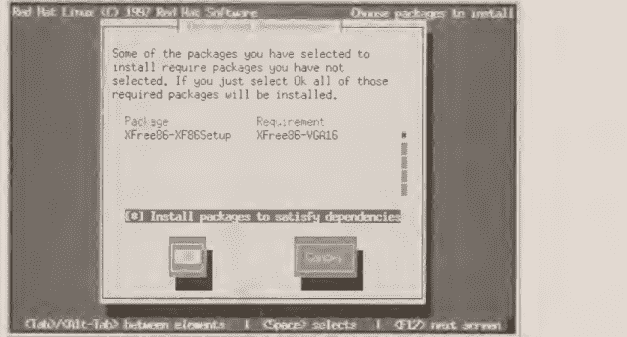 Red Hat Linux (C) 1997 Red Hat Software Choose packages to install
Some of the packages you have selected to
install require packages you have not
selected. If you just select Ok all of those
required packages will be installed.
Package Requirement
XFree86-XF86Setup XFree86-VGA16
[*] Install packages to satisfy dependencies
Cancel
<Tab>/<Alt-Tab> between elements | <Space> selects | <F12> next screen